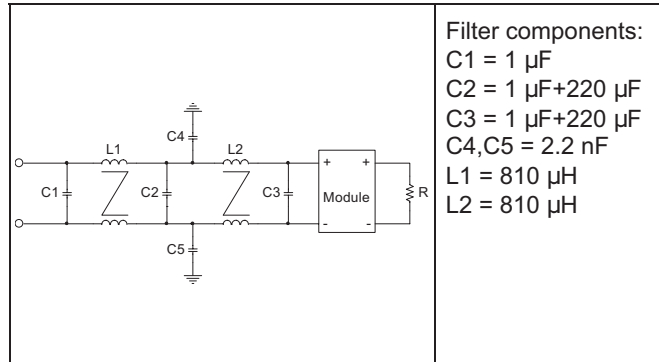 Filter components:
C1 = 1 µF
C2 = 1 µF+220 µF
C3 = 1 µF+220 µF
C4,C5 = 2.2 nF
L1 = 810 µH
L2 = 810 µH
C4
L1
L2
+ +
C1
C2
C3
Module
R
- -
C5